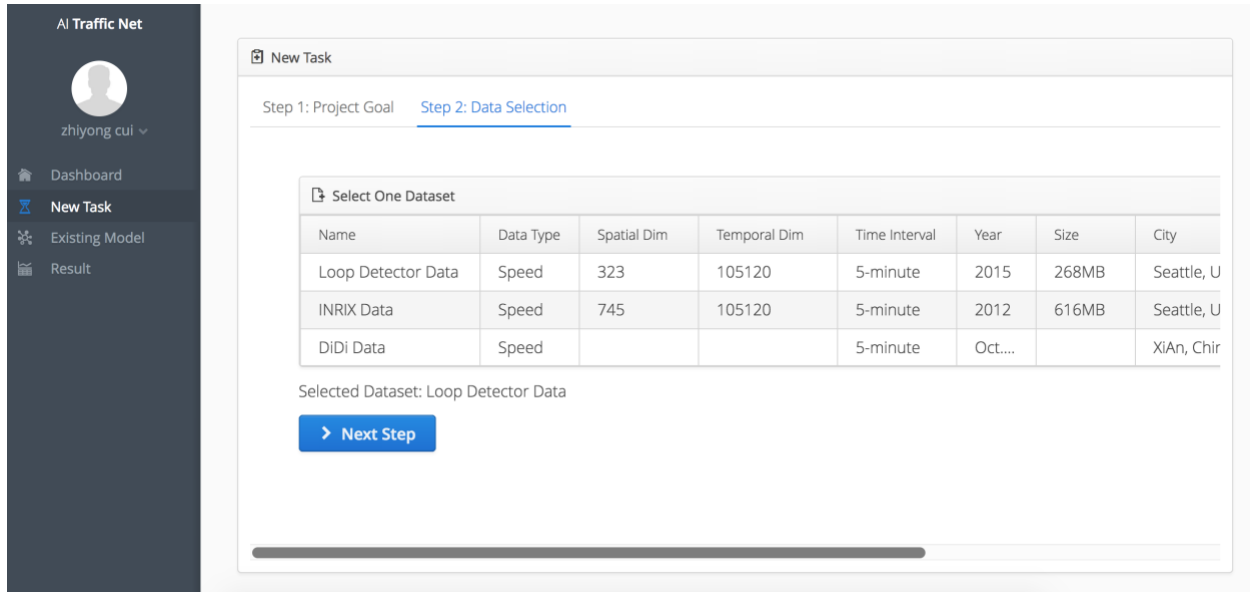 AI Traffic Net
zhiyong cui
Dashboard
New Task
Existing Model
Result
New Task
Step 1: Project Goal Step 2: Data Selection
Select One Dataset
Name Data Type Spatial Dim Temporal Dim Time Interval Year Size City
Loop Detector Data Speed 323 105120 5-minute 2015 268MB Seattle, U
INRIX Data Speed 745 105120 5-minute 2012 616MB Seattle, U
DiDi Data Speed 5-minute Oct.... XiAn, Chir
Selected Dataset: Loop Detector Data
Next Step